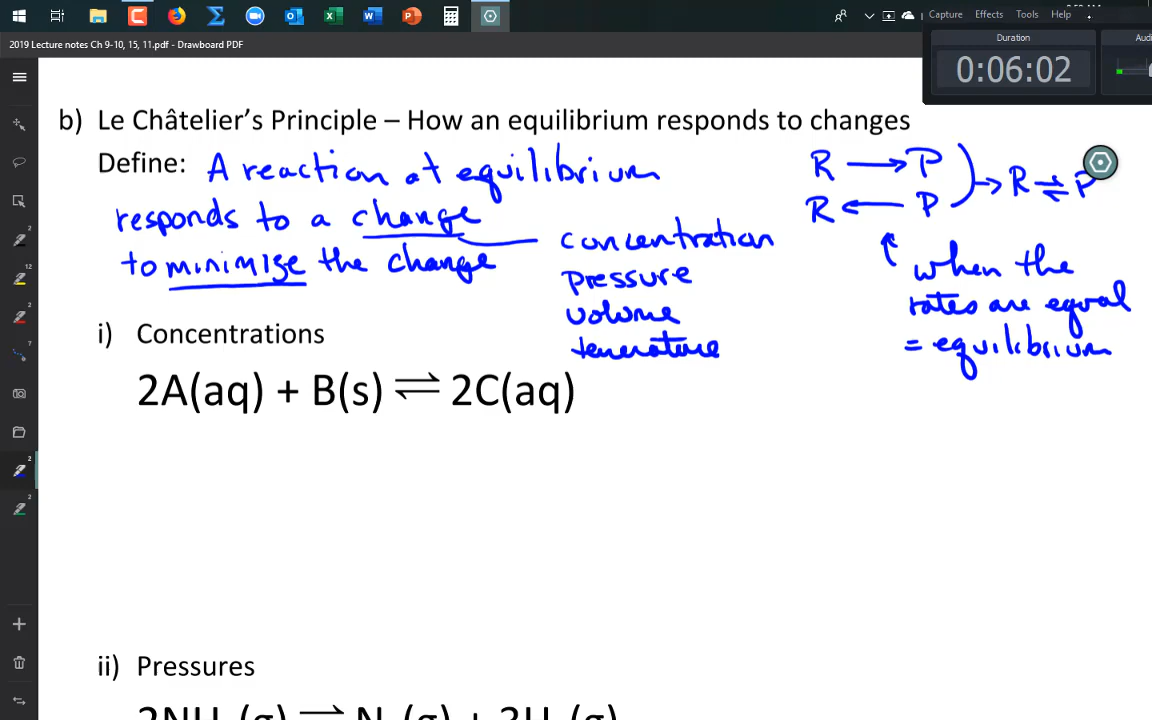 Capture Effects Tools Help
2019 Lecture notes Ch 9-10, 15, 11.pdf - Drawboard PDF
Duration
0:06:02
b) Le Châtelier's Principle – How an equilibrium responds to changes
Define: A reaction at equilibrium
responds to a change
to minimize the change
concentration
pressure
volume
R → P
R ← P
→ R ⇌ P
when the
rates are equal
= equilibrium
i) Concentrations
2A(aq) + B(s) ⇌ 2C(aq)
ii) Pressures